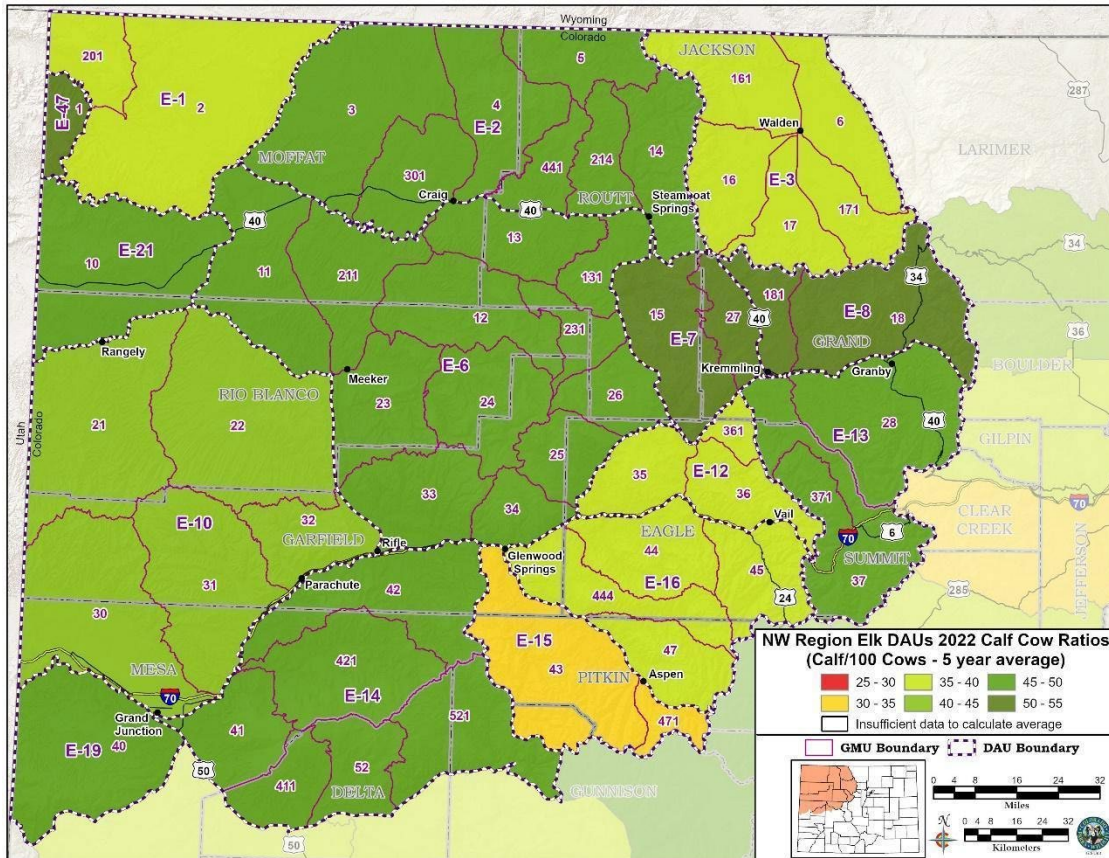 Wyoming
Colorado
JACKSON
5
201
161
287
E-1
2
E-47
1
3
4
E-2
6
Walden
LARIMER
MOFFAT
441
214
14
301
ROUTT
16
E-3
Craig
Steamboat
Springs
171
40
40
17
E-21
13
34
10
11
211
131
34
181
E-8
12
15
E-7
27
40
18
36
231
GRAND
BOULDER
Rangely
Kremmling
Granby
Meeker
E-6
RIO BLANCO
23
24
26
Utah
Colorado
21
22
E-13
28
361
40
GILPIN
25
E-12
35
33
36
371
70
34
CLEAR
CREEK
E-10
32
EAGLE
Vail
6
GARFIELD
Rifle
70
Glenwood
Springs
44
SUMMIT
JEFFERSON
Parachute
45
31
42
E-16
37
444
24
285
30
E-15
47
MESA
421
43
PITKIN
Aspen
70
E-14
Grand
Junction
521
471
E-19
40
41
50
52
411
DELTA
GUNNISON
50
NW Region Elk DAUs 2022 Calf Cow Ratios
(Calf/100 Cows - 5 year average)
25 - 30 35 - 40 45 - 50
30 - 35 40 - 45 50 - 55
Insufficient data to calculate average
GMU Boundary DAU Boundary
0 4 8 16 24 32
Miles
N
0 4 8 16 24 32
Kilometers